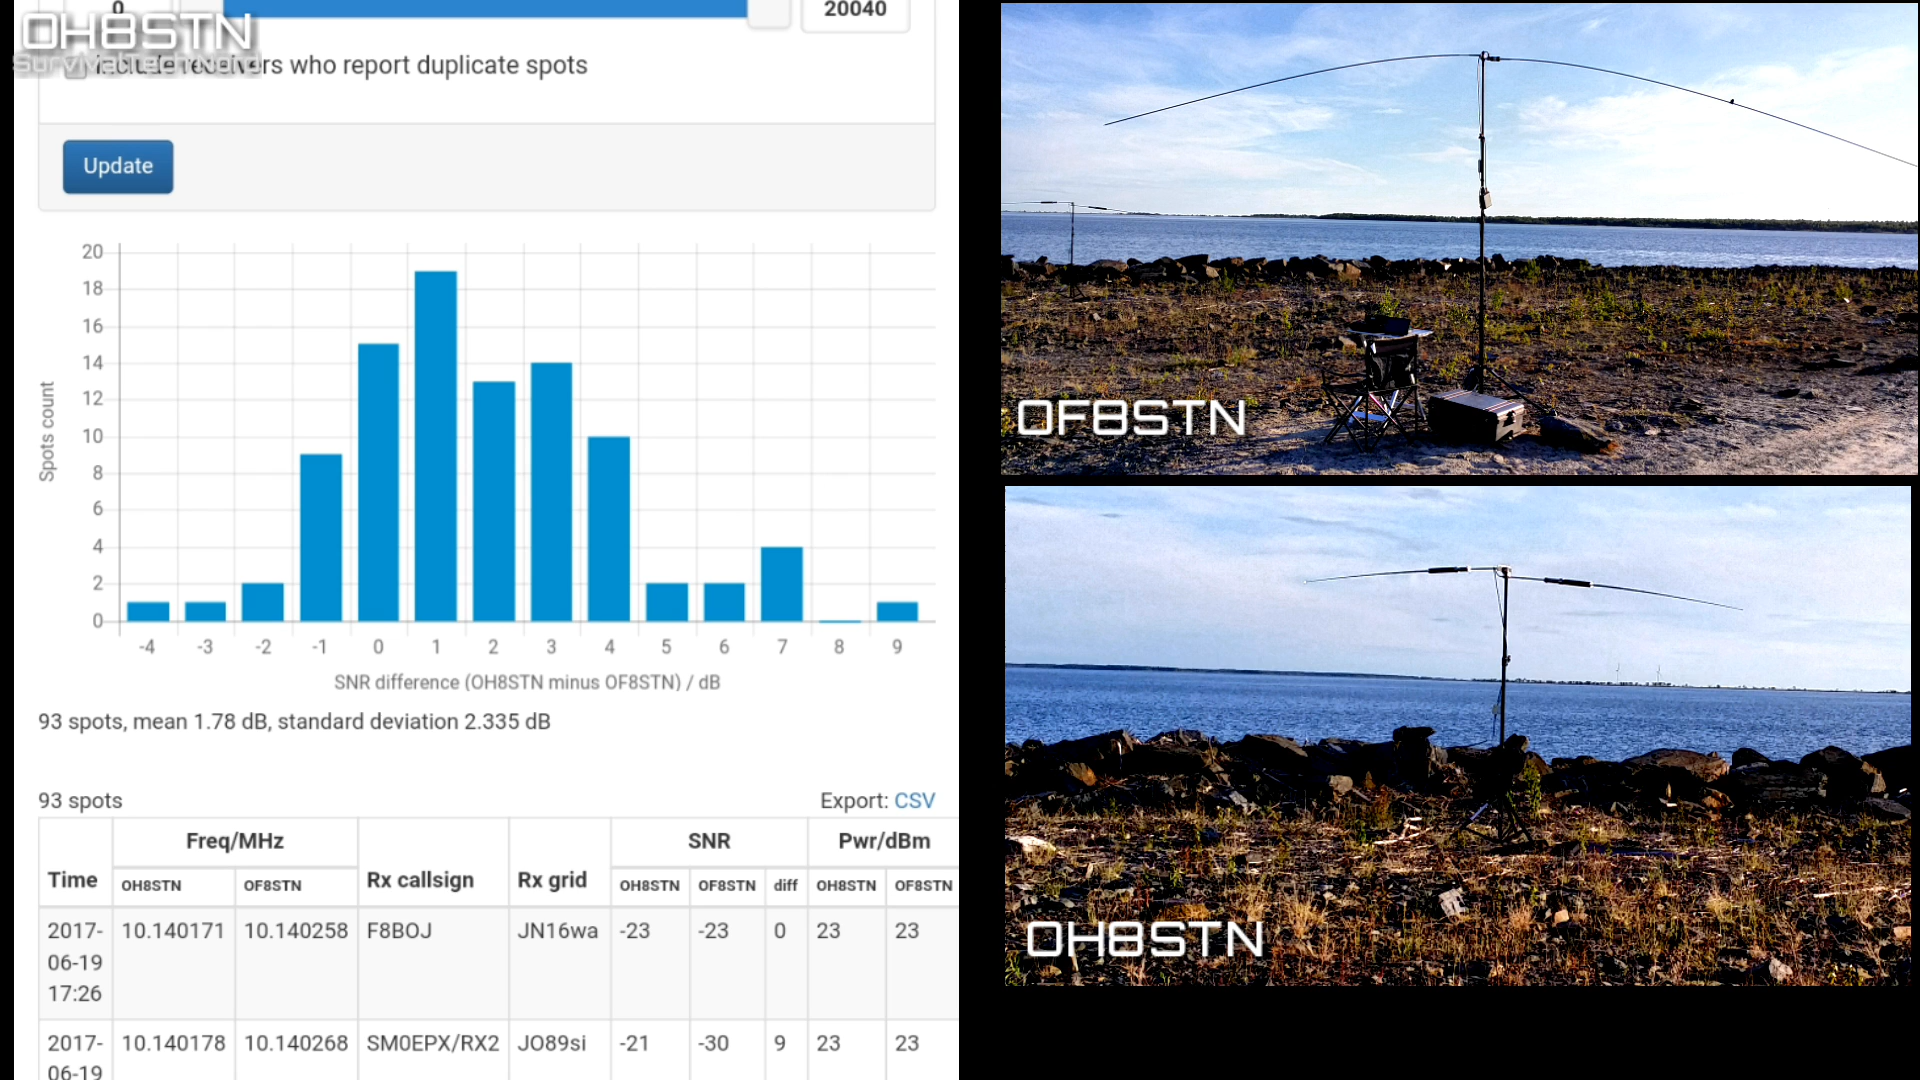 0
20040
OH8STN
Survivaltech.nordic
Include receivers who report duplicate spots
Update
20
18
16
14
12
10
8
6
4
2
0
Spots count
-4 -3 -2 -1 0 1 2 3 4 5 6 7 8 9
SNR difference (OH8STN minus OF8STN) / dB
93 spots, mean 1.78 dB, standard deviation 2.335 dB
93 spots Export: CSV
Freq/MHz SNR Pwr/dBm
Time Rx callsign Rx grid
OH8STN OF8STN OH8STN OF8STN diff OH8STN OF8STN
2017- 10.140171 10.140258 F8BOJ JN16wa -23 -23 0 23 23
06-19
17:26
2017- 10.140178 10.140268 SM0EPX/RX2 JO89si -21 -30 9 23 23
06-19
OF8STN
OH8STN